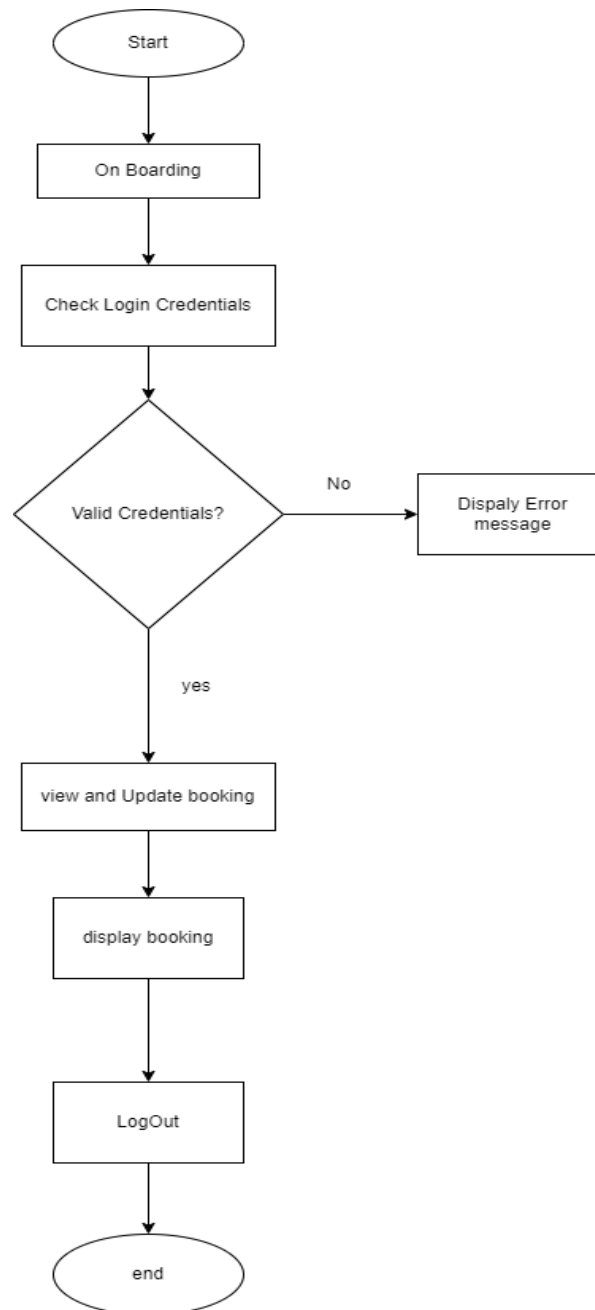 Start
On Boarding
Check Login Credentials
Valid Credentials?
No
Dispaly Error
message
yes
view and Update booking
display booking
LogOut
end